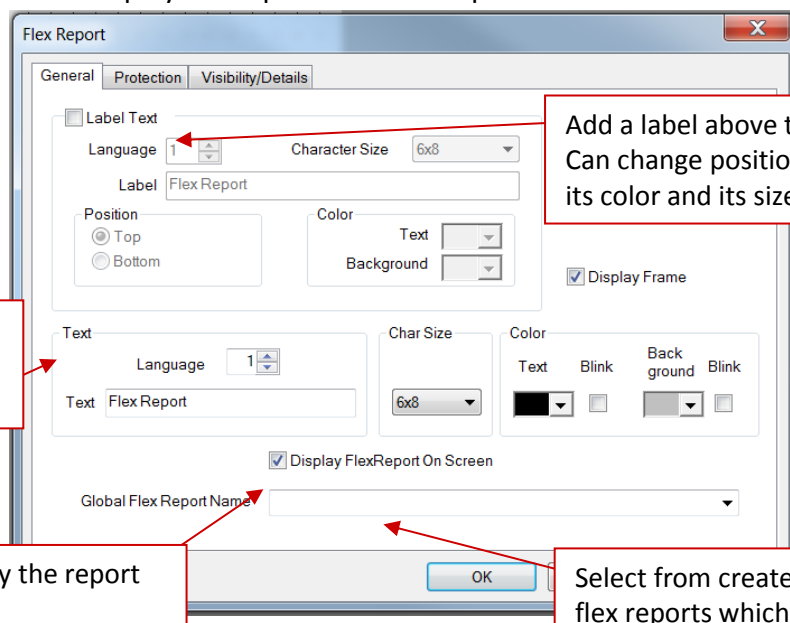 Flex Report
General Protection Visibility/Details
Label Text
Language 1 Character Size 6x8
Label Flex Report
Position
Top
Bottom
Color
Text
Background
Display Frame
Add a label above
Can change
its color and its size
Text
Language 1
Text Flex Report
Char Size
6x8
Color
Text Blink Back ground Blink
Display FlexReport On Screen
Global Flex Report Name
the report
OK
Select from
flex reports which